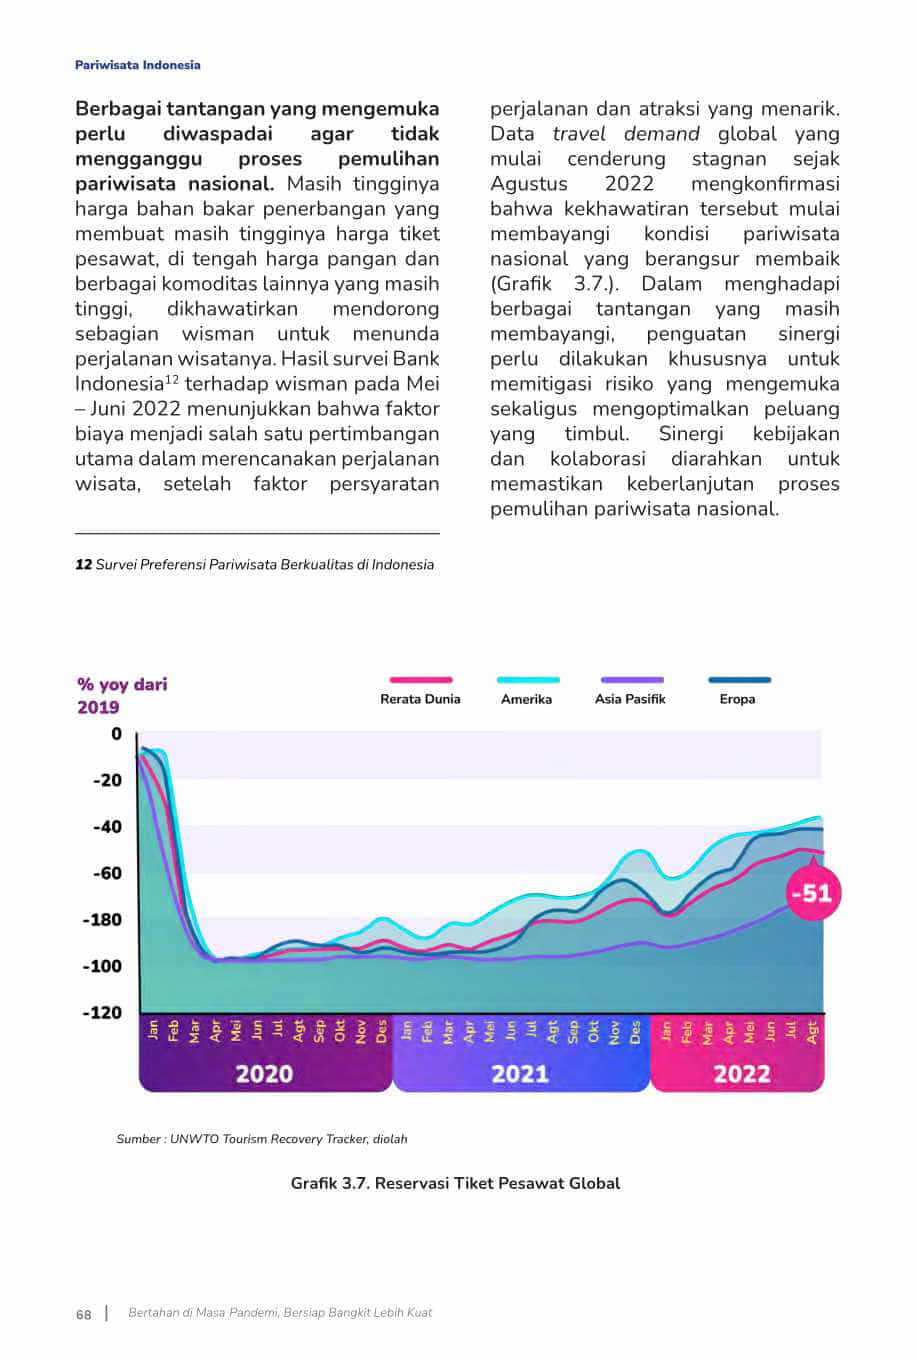 Pariwisata Indonesia
Berbagai tantangan yang mengemuka
perlu diwaspadai agar tidak
mengganggu proses pemulihan
pariwisata nasional. Masih tingginya
harga bahan bakar penerbangan yang
membuat masih tingginya harga tiket
pesawat, di tengah harga pangan dan
berbagai komoditas lainnya yang masih
tinggi, dikhawatirkan mendorong
sebagian wisman untuk menunda
perjalanan wisatanya. Hasil survei Bank
Indonesia¹² terhadap wisman pada Mei
– Juni 2022 menunjukkan bahwa faktor
biaya menjadi salah satu pertimbangan
utama dalam merencanakan perjalanan
wisata, setelah faktor persyaratan
12 Survei Preferensi Pariwisata Berkualitas di Indonesia
perjalanan dan atraksi yang menarik.
Data travel demand global yang
mulai cenderung stagnan sejak
Agustus 2022 mengkonfirmasi
bahwa kekhawatiran tersebut mulai
membayangi kondisi pariwisata
nasional yang berangsur membaik
(Grafik 3.7.). Dalam menghadapi
berbagai tantangan yang masih
membayangi, penguatan sinergi
perlu dilakukan khususnya untuk
memitigasi risiko yang mengemuka
sekaligus mengoptimalkan peluang
yang timbul. Sinergi kebijakan
dan kolaborasi diarahkan untuk
memastikan keberlanjutan proses
pemulihan pariwisata nasional.
% yoy dari
2019
Rerata Dunia Amerika Asia Pasifik Eropa
0
-20
-40
-60
-180
-100
-120
-51
Jan Feb Mar Apr Mei Jun Jul Agt Sep Okt Nov Des Jan Feb Mar Apr Mei Jun Jul Agt Sep Okt Nov Des Jan Feb Mar Apr Mei Jun Jul Agt
2020 2021 2022
Sumber : UNWTO Tourism Recovery Tracker, diolah
Grafik 3.7. Reservasi Tiket Pesawat Global
68 | Bertahan di Masa Pandemi, Bersiap Bangkit Lebih Kuat